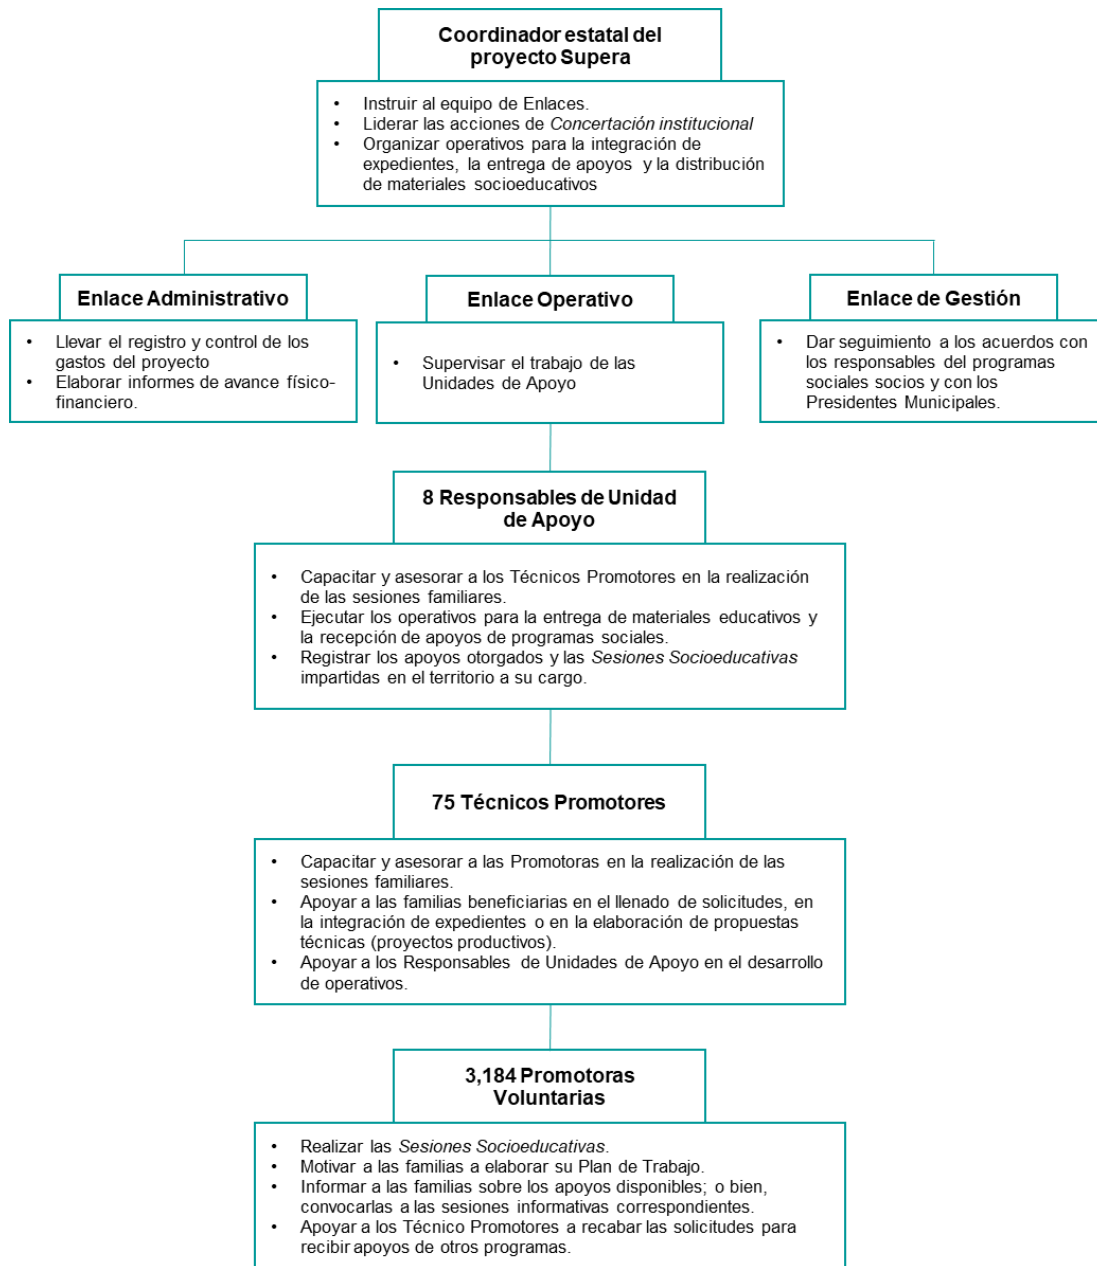 Coordinador estatal del
proyecto Supera
• Instruir al equipo de Enlaces.
• Liderar las acciones de Concertación institucional
• Organizar operativos para la integración de
expedientes, la entrega de apoyos y la distribución
de materiales socioeducativos
Enlace Administrativo
• Llevar el registro y control de los
gastos del proyecto
• Elaborar informes de avance físico-
financiero.
Enlace Operativo
• Supervisar el trabajo de las
Unidades de Apoyo
Enlace de Gestión
• Dar seguimiento a los acuerdos con
los responsables del programas
sociales socios y con los
Presidentes Municipales.
8 Responsables de Unidad
de Apoyo
• Capacitar y asesorar a los Técnicos Promotores en la realización
de las sesiones familiares.
• Ejecutar los operativos para la entrega de materiales educativos y
la recepción de apoyos de programas sociales.
• Registrar los apoyos otorgados y las Sesiones Socioeducativas
impartidas en el territorio a su cargo.
75 Técnicos Promotores
• Capacitar y asesorar a las Promotoras en la realización de las
sesiones familiares.
• Apoyar a las familias beneficiarias en el llenado de solicitudes, en
la integración de expedientes o en la elaboración de propuestas
técnicas (proyectos productivos).
• Apoyar a los Responsables de Unidades de Apoyo en el desarrollo
de operativos.
3,184 Promotoras
Voluntarias
• Realizar las Sesiones Socioeducativas.
• Motivar a las familias a elaborar su Plan de Trabajo.
• Informar a las familias sobre los apoyos disponibles; o bien,
convocarlas a las sesiones informativas correspondientes.
• Apoyar a los Técnico Promotores a recabar las solicitudes para
recibir apoyos de otros programas.